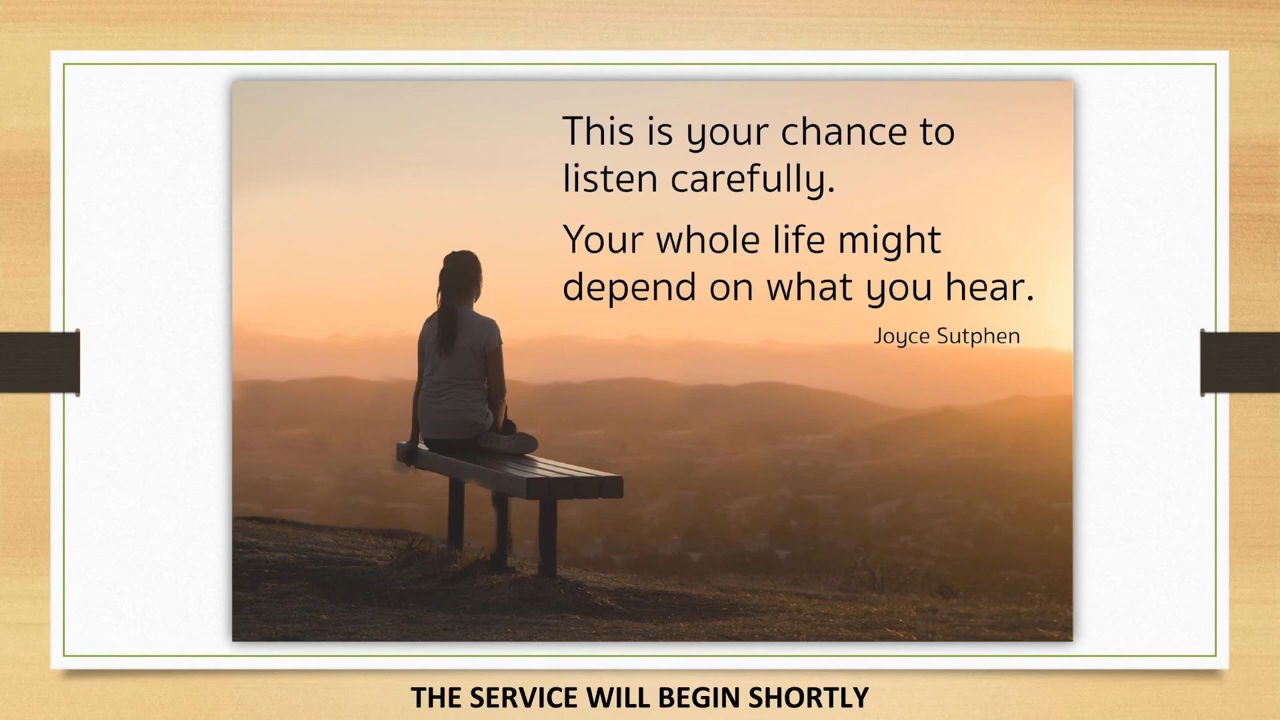 This is your chance to
listen carefully.
Your whole life might
depend on what you hear.
Joyce Sutphen
THE SERVICE WILL BEGIN SHORTLY